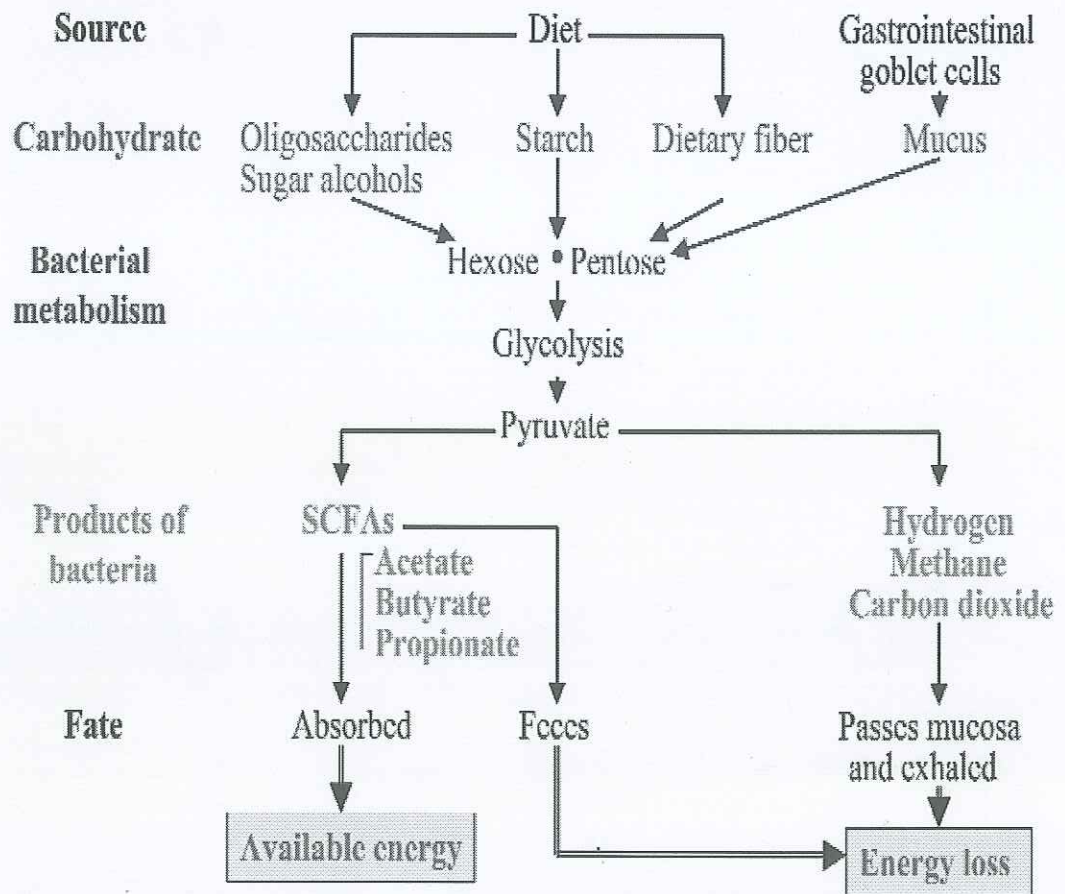 Source
Diet
Gastrointestinal
goblet cells
Carbohydrate
Oligosaccharides
Sugar alcohols
Starch
Dietary fiber
Mucus
Bacterial
metabolism
Hexose • Pentose
Glycolysis
Pyruvate
Products of
bacteria
SCFAs
Acetate
Butyrate
Propionate
Hydrogen
Methane
Carbon dioxide
Fate
Absorbed
Feces
Passes mucosa
and exhaled
Available energy
Energy loss